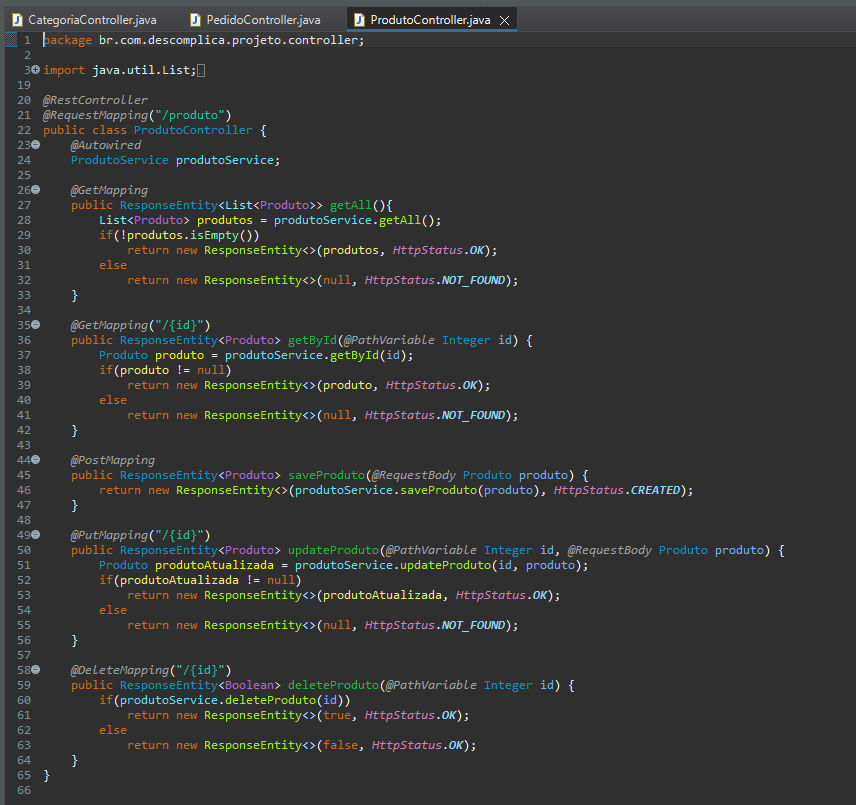 CategoriaController.java PedidoController.java ProdutoController.java
1 package br.com.descomplica.projeto.controller;
2
3 import java.util.List;
19
20 @RestController
21 @RequestMapping("/produto")
22 public class ProdutoController {
23 @Autowired
24 ProdutoService produtoService;
25
26 @GetMapping
27 public ResponseEntity<List<Produto>> getAll(){
28 List<Produto> produtos = produtoService.getAll();
29 if(!produtos.isEmpty())
30 return new ResponseEntity<>(produtos, HttpStatus.OK);
31 else
32 return new ResponseEntity<>(null, HttpStatus.NOT_FOUND);
33 }
34
35 @GetMapping("/{id}")
36 public ResponseEntity<Produto> getById(@PathVariable Integer id) {
37 Produto produto = produtoService.getById(id);
38 if(produto != null)
39 return new ResponseEntity<>(produto, HttpStatus.OK);
40 else
41 return new ResponseEntity<>(null, HttpStatus.NOT_FOUND);
42 }
43
44 @PostMapping
45 public ResponseEntity<Produto> saveProduto(@RequestBody Produto produto) {
46 return new ResponseEntity<>(produtoService.saveProduto(produto), HttpStatus.CREATED);
47 }
48
49 @PutMapping("/{id}")
50 public ResponseEntity<Produto> updateProduto(@PathVariable Integer id, @RequestBody Produto produto) {
51 Produto produtoAtualizada = produtoService.updateProduto(id, produto);
52 if(produtoAtualizada != null)
53 return new ResponseEntity<>(produtoAtualizada, HttpStatus.OK);
54 else
55 return new ResponseEntity<>(null, HttpStatus.NOT_FOUND);
56 }
57
58 @DeleteMapping("/{id}")
59 public ResponseEntity<Boolean> deleteProduto(@PathVariable Integer id) {
60 if(produtoService.deleteProduto(id))
61 return new ResponseEntity<>(true, HttpStatus.OK);
62 else
63 return new ResponseEntity<>(false, HttpStatus.OK);
64 }
65 }
66